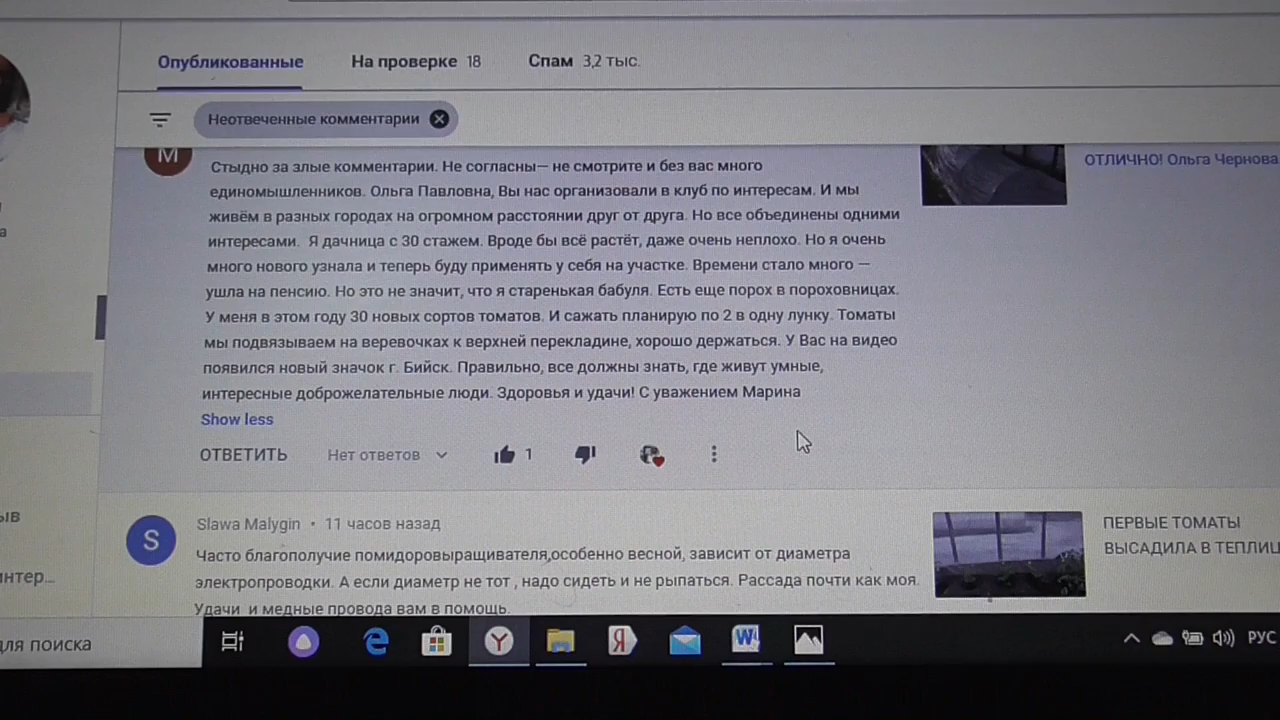 Опубликованные На проверке 18 Спам 3,2 тыс.
Неотвеченные комментарии
M
Стыдно за злые комментарии. Не согласны— не смотрите и без вас много
единомышленников. Ольга Павловна, Вы нас организовали в клуб по интересам. И мы
живём в разных городах на огромном расстоянии друг от друга. Но все объединены одними
интересами. Я дачница с 30 стажем. Вроде бы всё растёт, даже очень неплохо. Но я очень
много нового узнала и теперь буду применять у себя на участке. Времени стало много —
ушла на пенсию. Но это не значит, что я старенькая бабуля. Есть еще порох в пороховницах.
У меня в этом году 30 новых сортов томатов. И сажать планирую по 2 в одну лунку. Томаты
мы подвязываем на веревочках к верхней перекладине, хорошо держаться. У Вас на видео
появился новый значок г. Бийск. Правильно, все должны знать, где живут умные,
интересные доброжелательные люди. Здоровья и удачи! С уважением Марина
Show less
ОТВЕТИТЬ Нет ответов 1
ОТЛИЧНО! Ольга Чернова
S
Slawa Malygin • 11 часов назад
Часто благополучие помидоровыращивателя,особенно весной, зависит от диаметра
электропроводки. А если диаметр не тот , надо сидеть и не рыпаться. Рассада почти как моя.
Удачи и медные провода вам в помощь.
ПЕРВЫЕ ТОМАТЫ
ВЫСАДИЛА В ТЕПЛИЦ
а
ыв
интер...
для поиска
РУС